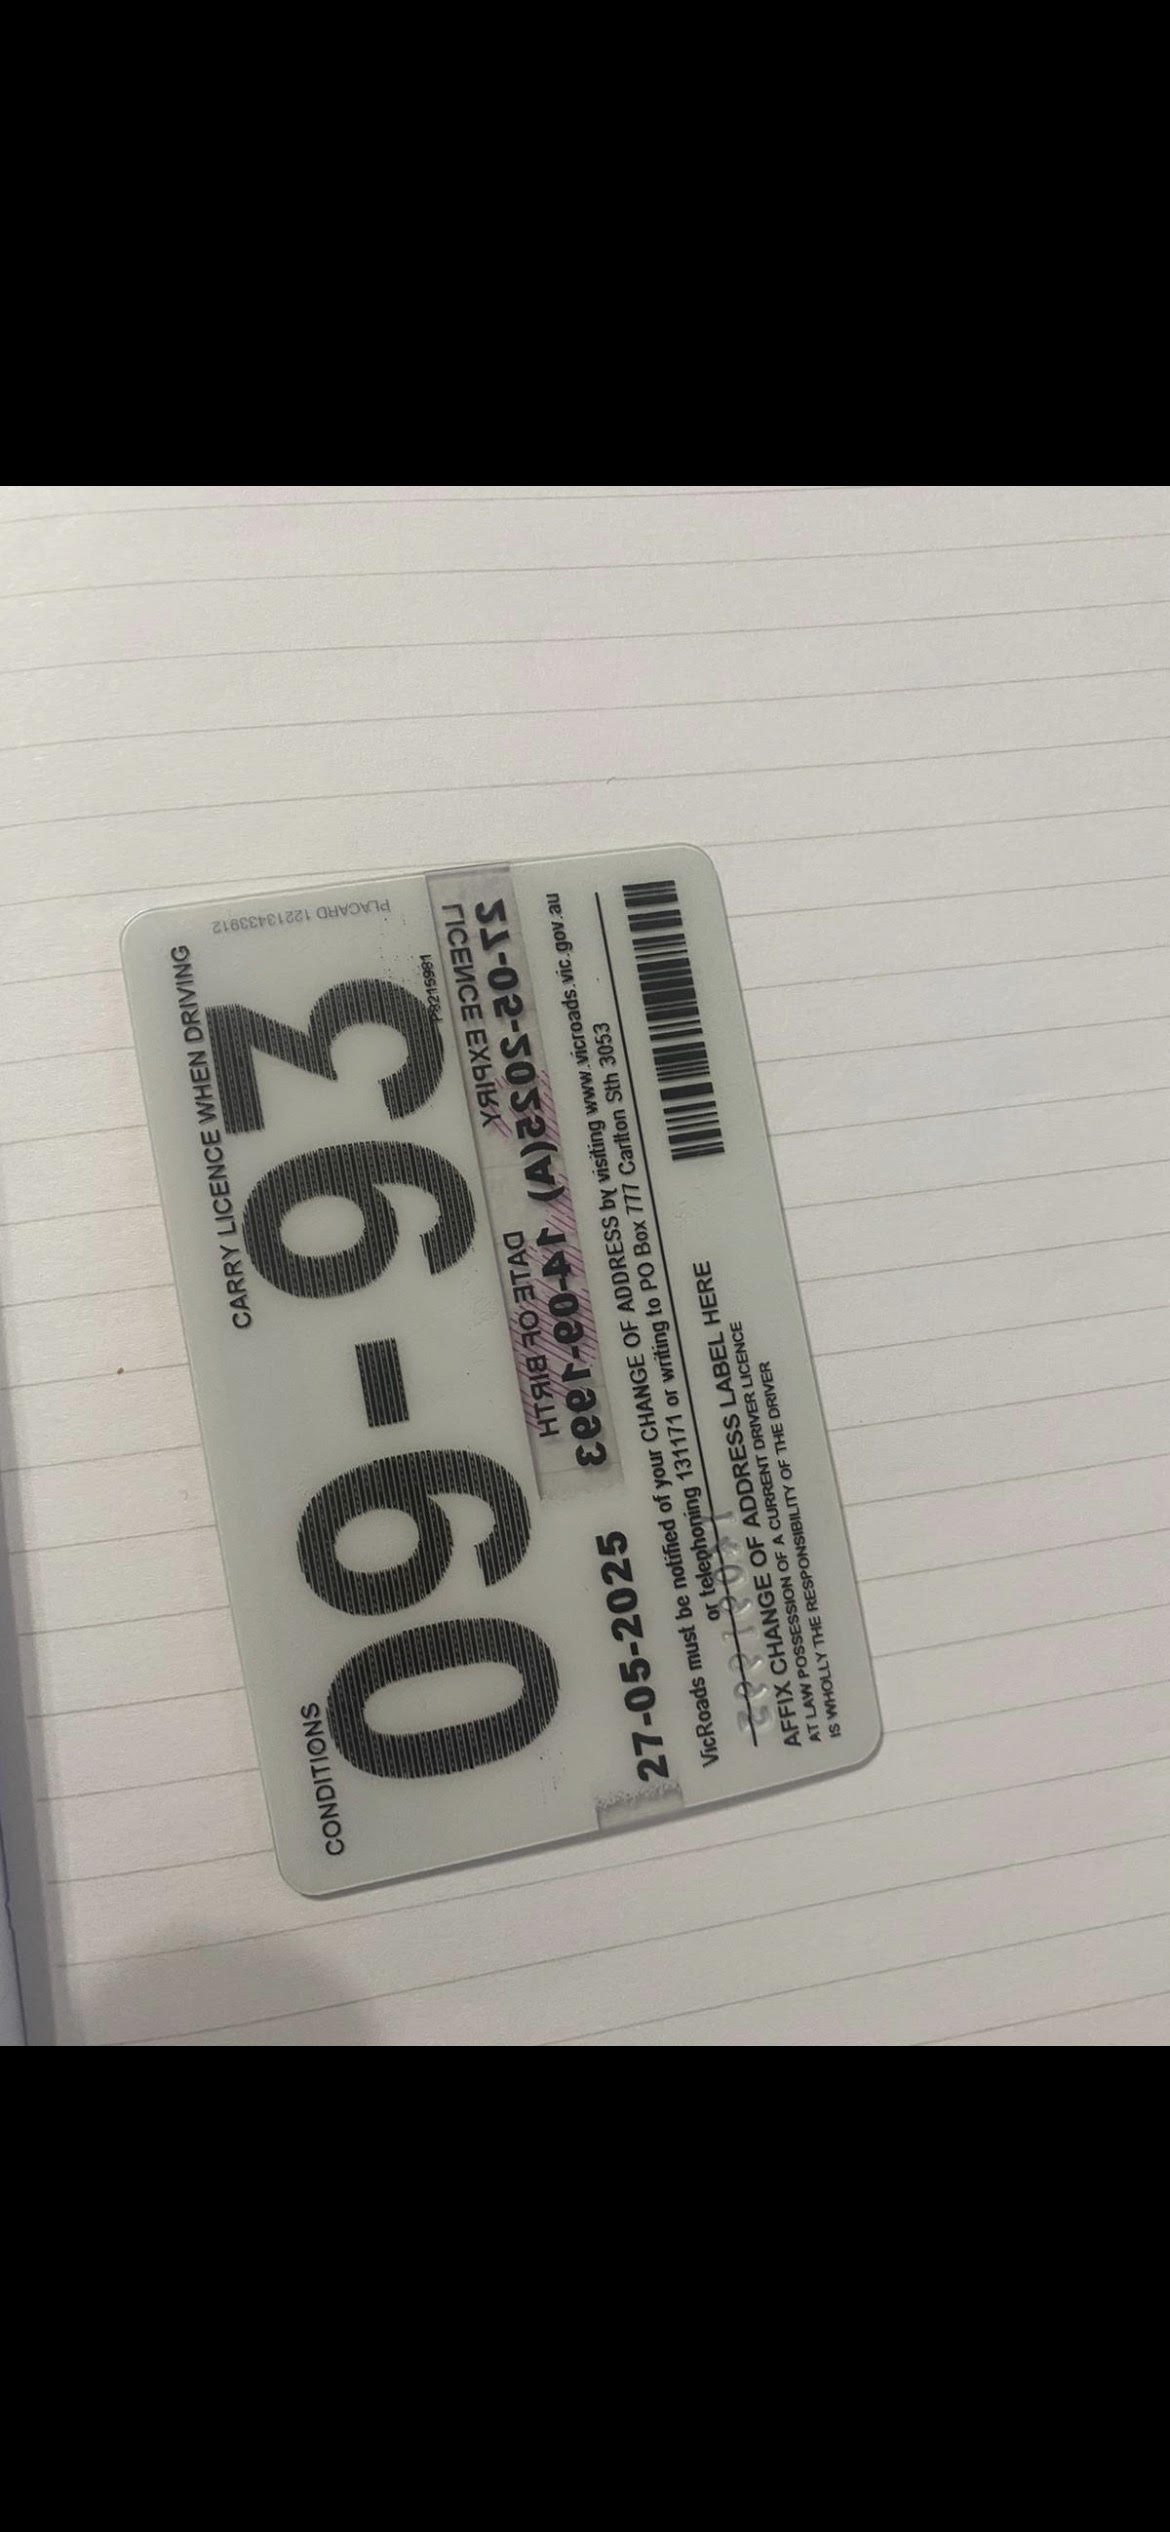 CONDITIONS
CARRY LICENCE WHEN DRIVING
PLACARD 12213433912
09-93
P8215981
LICENCE EXPIRY
27-05-2025(A)
DATE OF BIRTH
14-09-1993
27-05-2025
VicRoads must be notified of your CHANGE OF ADDRESS by visiting www.vicroads.vic.gov.au
or telephoning 131171 or writing to PO Box 777 Carlton Sth 3053
AFFIX CHANGE OF ADDRESS LABEL HERE
AT LAW POSSESSION OF A CURRENT DRIVER LICENCE
IS WHOLLY THE RESPONSIBILITY OF THE DRIVER